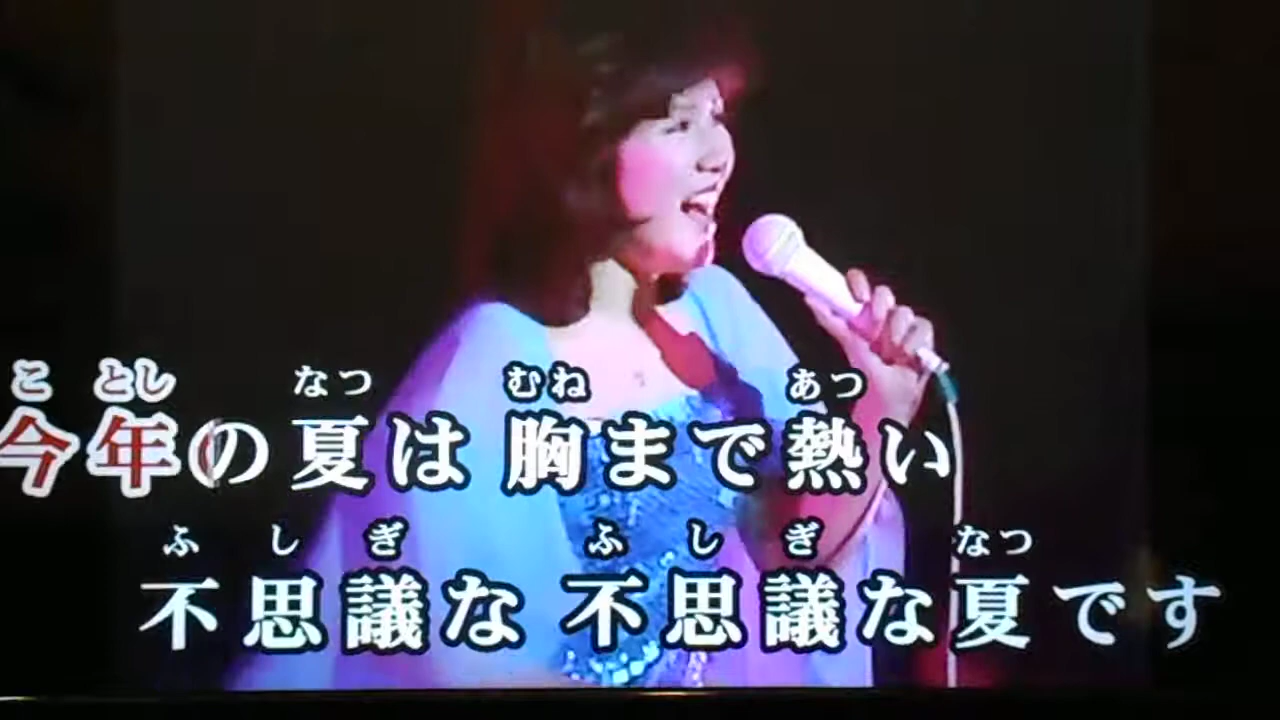 こ とし なつ むね あつ
今年の夏は 胸まで熱い
ふ し ぎ ふ し ぎ なつ
不思議な 不思議な夏です